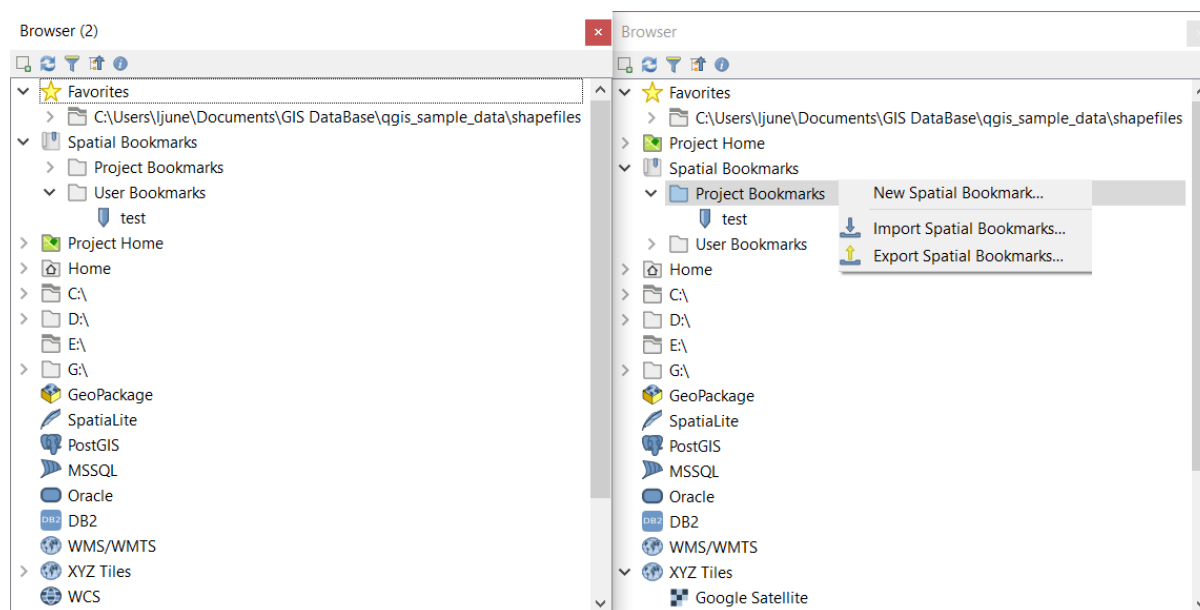 Browser (2)
Favorites
C:\Users\ljune\Documents\GIS DataBase\qgis_sample_data\shapefiles
Spatial Bookmarks
Project Bookmarks
User Bookmarks
test
Project Home
Home
C:\
D:\
E:\
G:\
GeoPackage
SpatiaLite
PostGIS
MSSQL
Oracle
DB2
DB2
WMS/WMTS
XYZ Tiles
WCS
Browser
Favorites
C:\Users\ljune\Documents\GIS DataBase\qgis_sample_data\shapefiles
Project Home
Spatial Bookmarks
Project Bookmarks
test
User Bookmarks
New Spatial Bookmark...
Import Spatial Bookmarks...
Export Spatial Bookmarks...
Home
C:\
D:\
E:\
G:\
GeoPackage
SpatiaLite
PostGIS
MSSQL
Oracle
DB2
DB2
WMS/WMTS
XYZ Tiles
Google Satellite